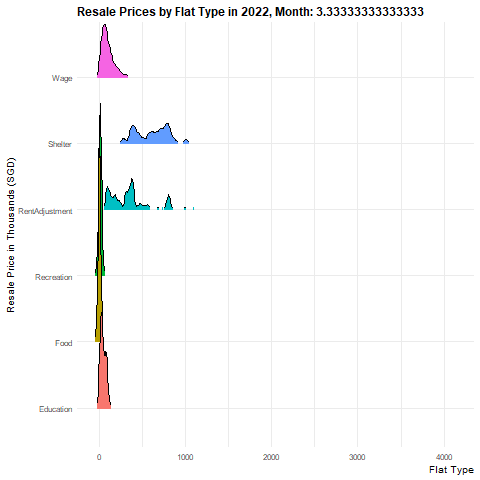 Resale Prices by Flat Type in 2022, Month: 3.33333333333333
Resale Price in Thousands (SGD)
Wage
Shelter
RentAdjustment
Recreation
Food
Education
0 1000 2000 3000 4000
Flat Type